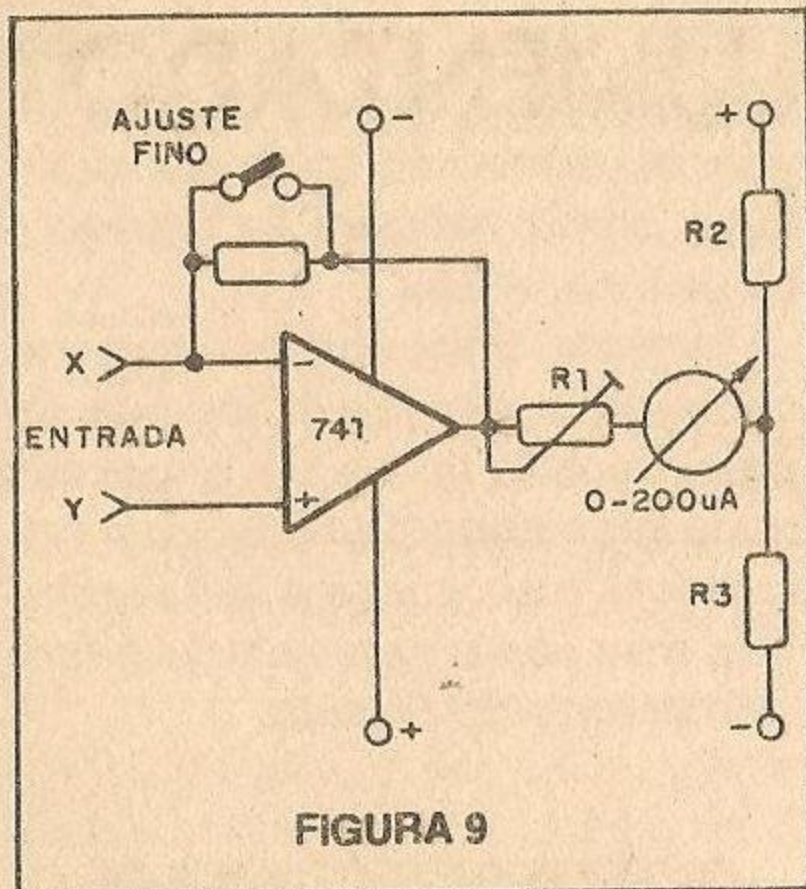 AJUSTE
FINO
-
+
R2
X
-
741
R1
ENTRADA
Y
+
0-200uA
R3
+
-
FIGURA 9